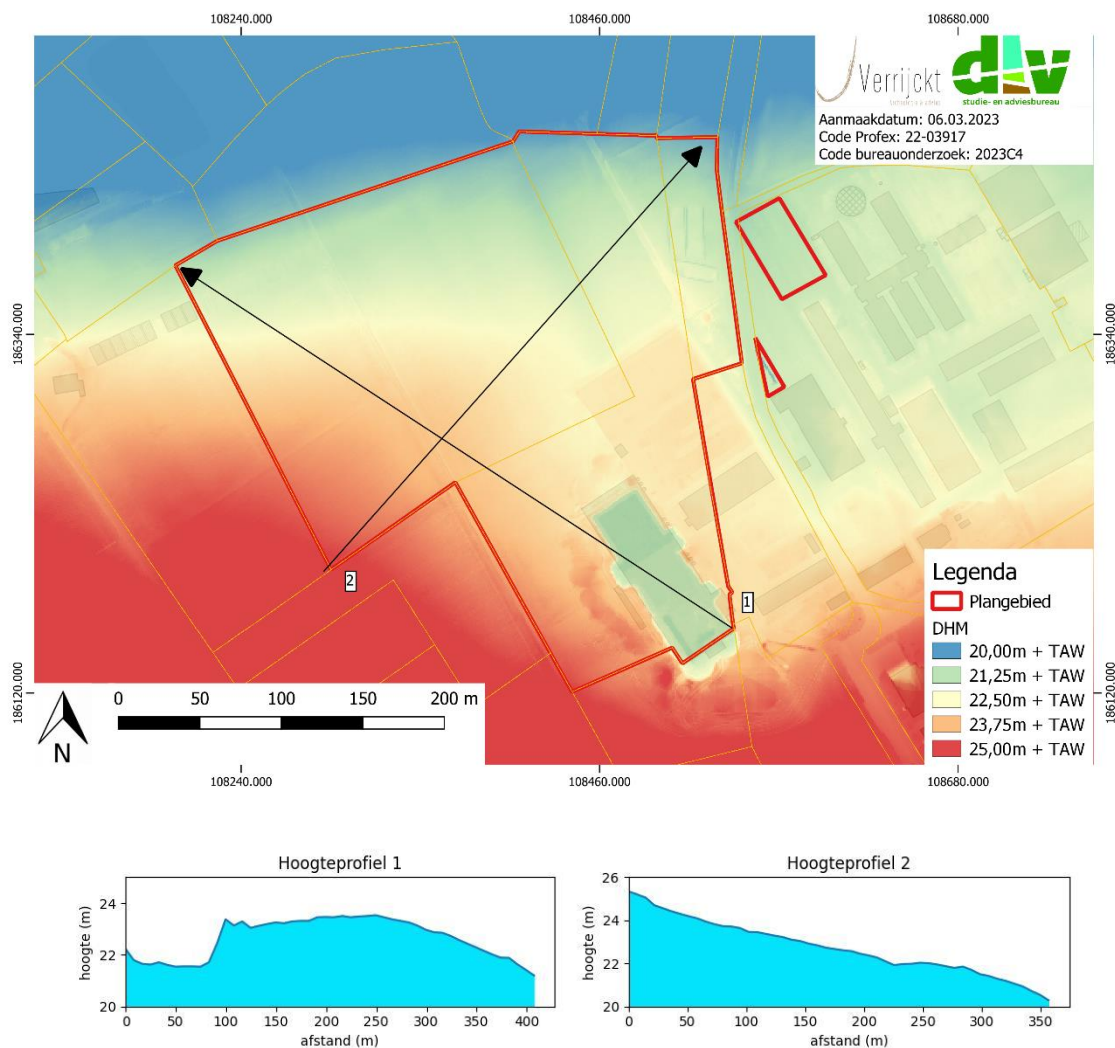 108240.000 108460.000 108680.000
Verrijckt
dlv
studie- en adviesbureau
Aanmaakdatum: 06.03.2023
Code Profex: 22-03917
Code bureauonderzoek: 2023C4
186340.000 186340.000
2
1
Legenda
Plangebied
DHM
20,00m + TAW
21,25m + TAW
22,50m + TAW
23,75m + TAW
25,00m + TAW
186120.000 186120.000
0 50 100 150 200 m
N
108240.000 108460.000 108680.000
Hoogteprofiel 1
hoogte (m)
24
22
20
0 50 100 150 200 250 300 350 400
afstand (m)
Hoogteprofiel 2
hoogte (m)
26
24
22
20
0 50 100 150 200 250 300 350
afstand (m)